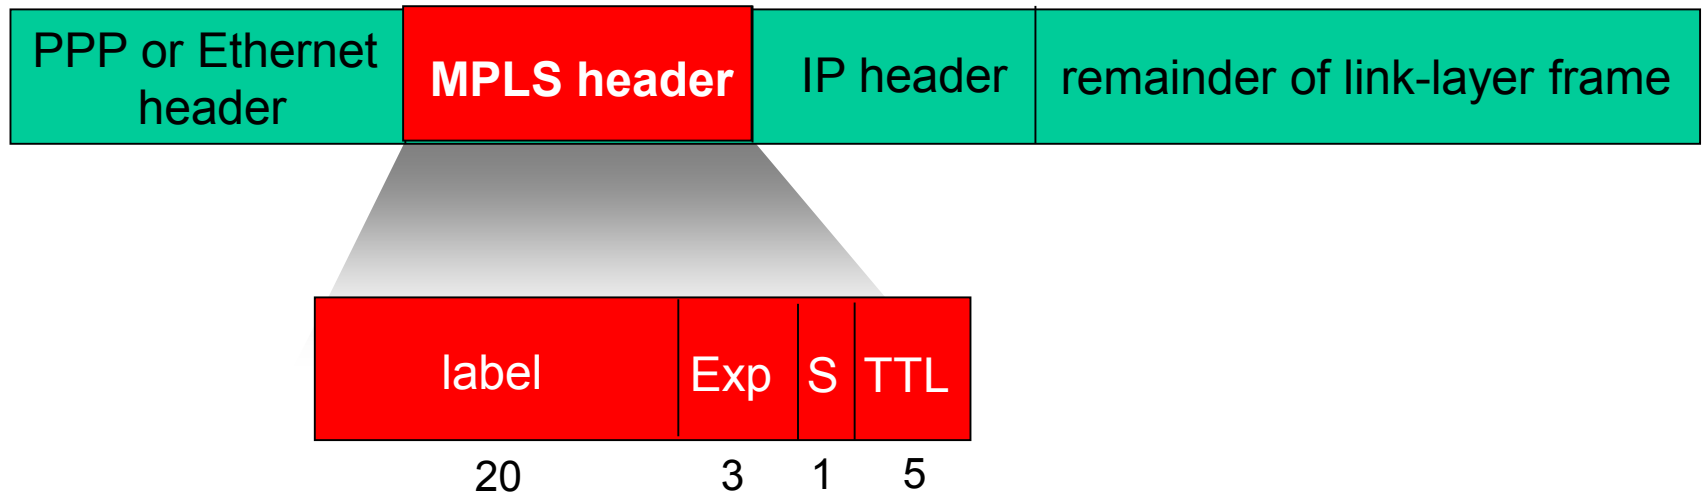 PPP or Ethernet
header
MPLS header
IP header
remainder of link-layer frame
label
Exp
S
TTL
20
3
1
5